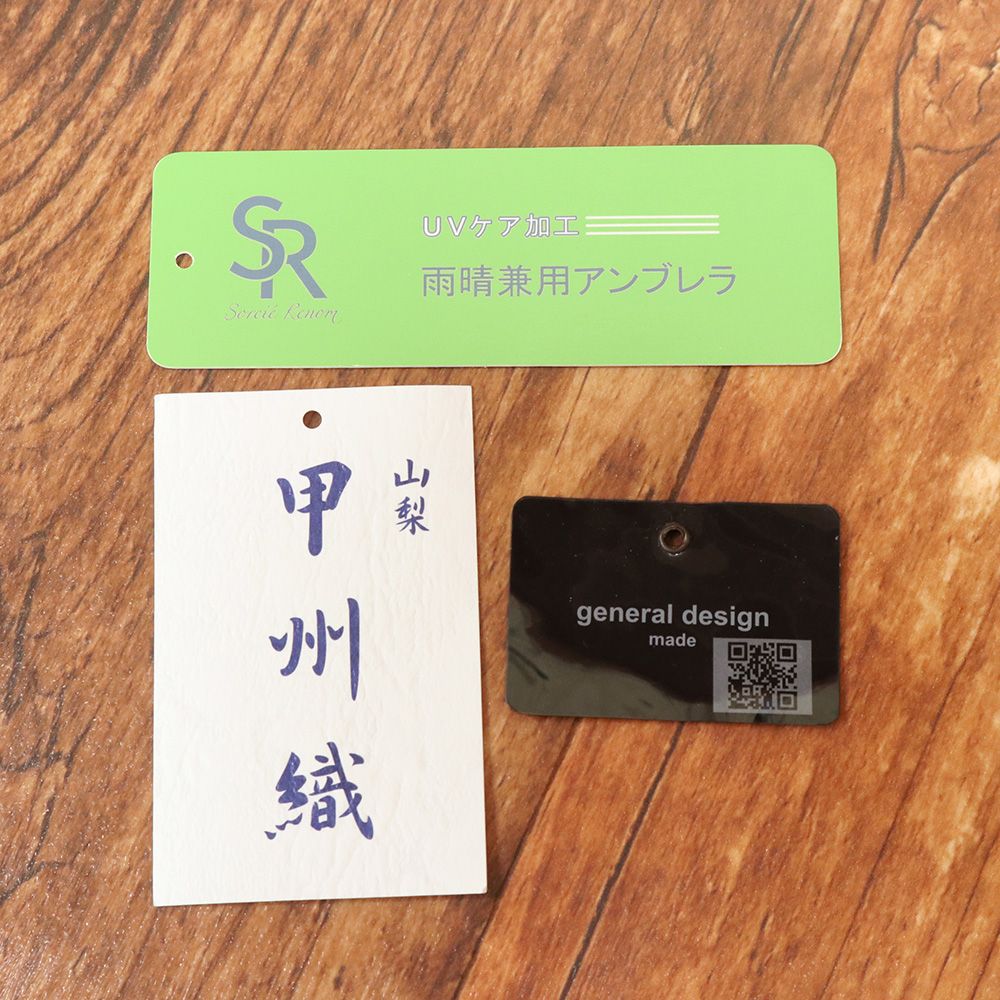 SR
Sorcié Renom
UVケア加工
雨晴兼用アンブレラ
山梨
甲州織
general design
made